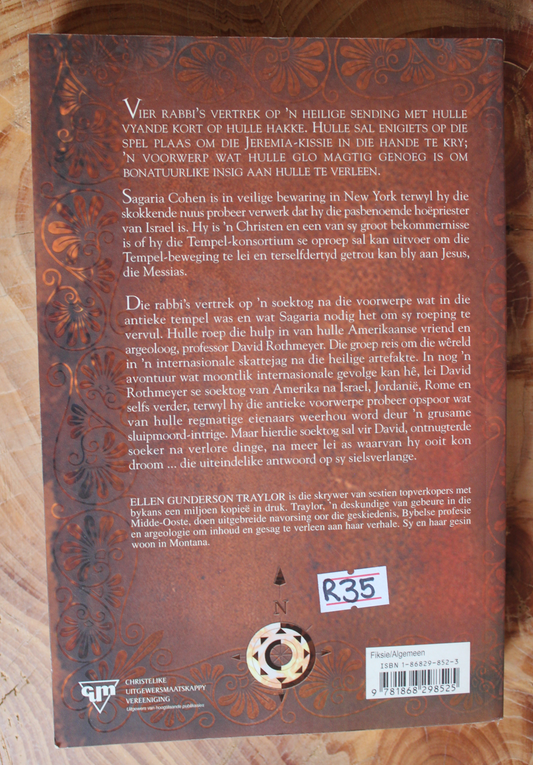 VIER RABBI'S VERTREK OP 'N HEILIGE SENDING MET HULLE
VYANDE KORT OP HULLE HAKKE. HULLE SAL ENIGIETS OP DIE
SPEL PLAAS OM DIE JEREMIA-KISSIE IN DIE HANDE TE KRY;
'N VOORWERP WAT HULLE GLO MAGTIG GENOEG IS OM
BONATUURLIKE INSIG AAN HULLE TE VERLEEN.
Sagaria Cohen is in veilige bewaring in New York terwyl hy die
skokkende nuus probeer verwerk dat hy die pasbenoemde hoëpriester
van Israel is. Hy is 'n Christen en een van sy groot bekommernisse
is of hy die Tempel-konsortium se oproep sal kan uitvoer om die
Tempel-beweging te lei en terselfdertyd getrou kan bly aan Jesus,
die Messias.
Die rabbi's vertrek op 'n soektog na die voorwerpe wat in die
antieke tempel was en wat Sagaria nodig het om sy roeping te
vervul. Hulle roep die hulp in van hulle Amerikaanse vriend en
argeoloog, professor David Rothmeyer. Die groep reis om die wêreld
in 'n internasionale skattejag na die heilige artefakte. In nog 'n
avontuur wat moontlik internasionale gevolge kan hê, lei David
Rothmeyer se soektog van Amerika na Israel, Jordanië, Rome en
selfs verder, terwyl hy die antieke voorwerpe probeer opspoor wat
van hulle regmatige eienaars weerhou word deur 'n grusame
sluipmoord-intrige. Maar hierdie soektog sal vir David, ontnugterde
soeker na verlore dinge, na meer lei as waarvan hy ooit kon
droom ... die uiteindelike antwoord op sy sielsverlange.
ELLEN GUNDERSON TRAYLOR is die skrywer van sestien topverkopers met
bykans een miljoen kopieë in druk. Traylor, 'n deskundige van gebeure in die
Midde-Ooste, doen uitgebreide navorsing oor die geskiedenis, Bybelse profesie
en argeologie om inhoud en gesag te verleen aan haar verhale. Sy en haar gesin
woon in Montana.
N
R35
Fiksie/Algemeen
ISBN 1-86829-852-3
9 781868 298525
cum
CHRISTELIKE
UITGEWERSMAATSKAPPY
VERENIGING
Uitgewers van hoogstaande publikasies